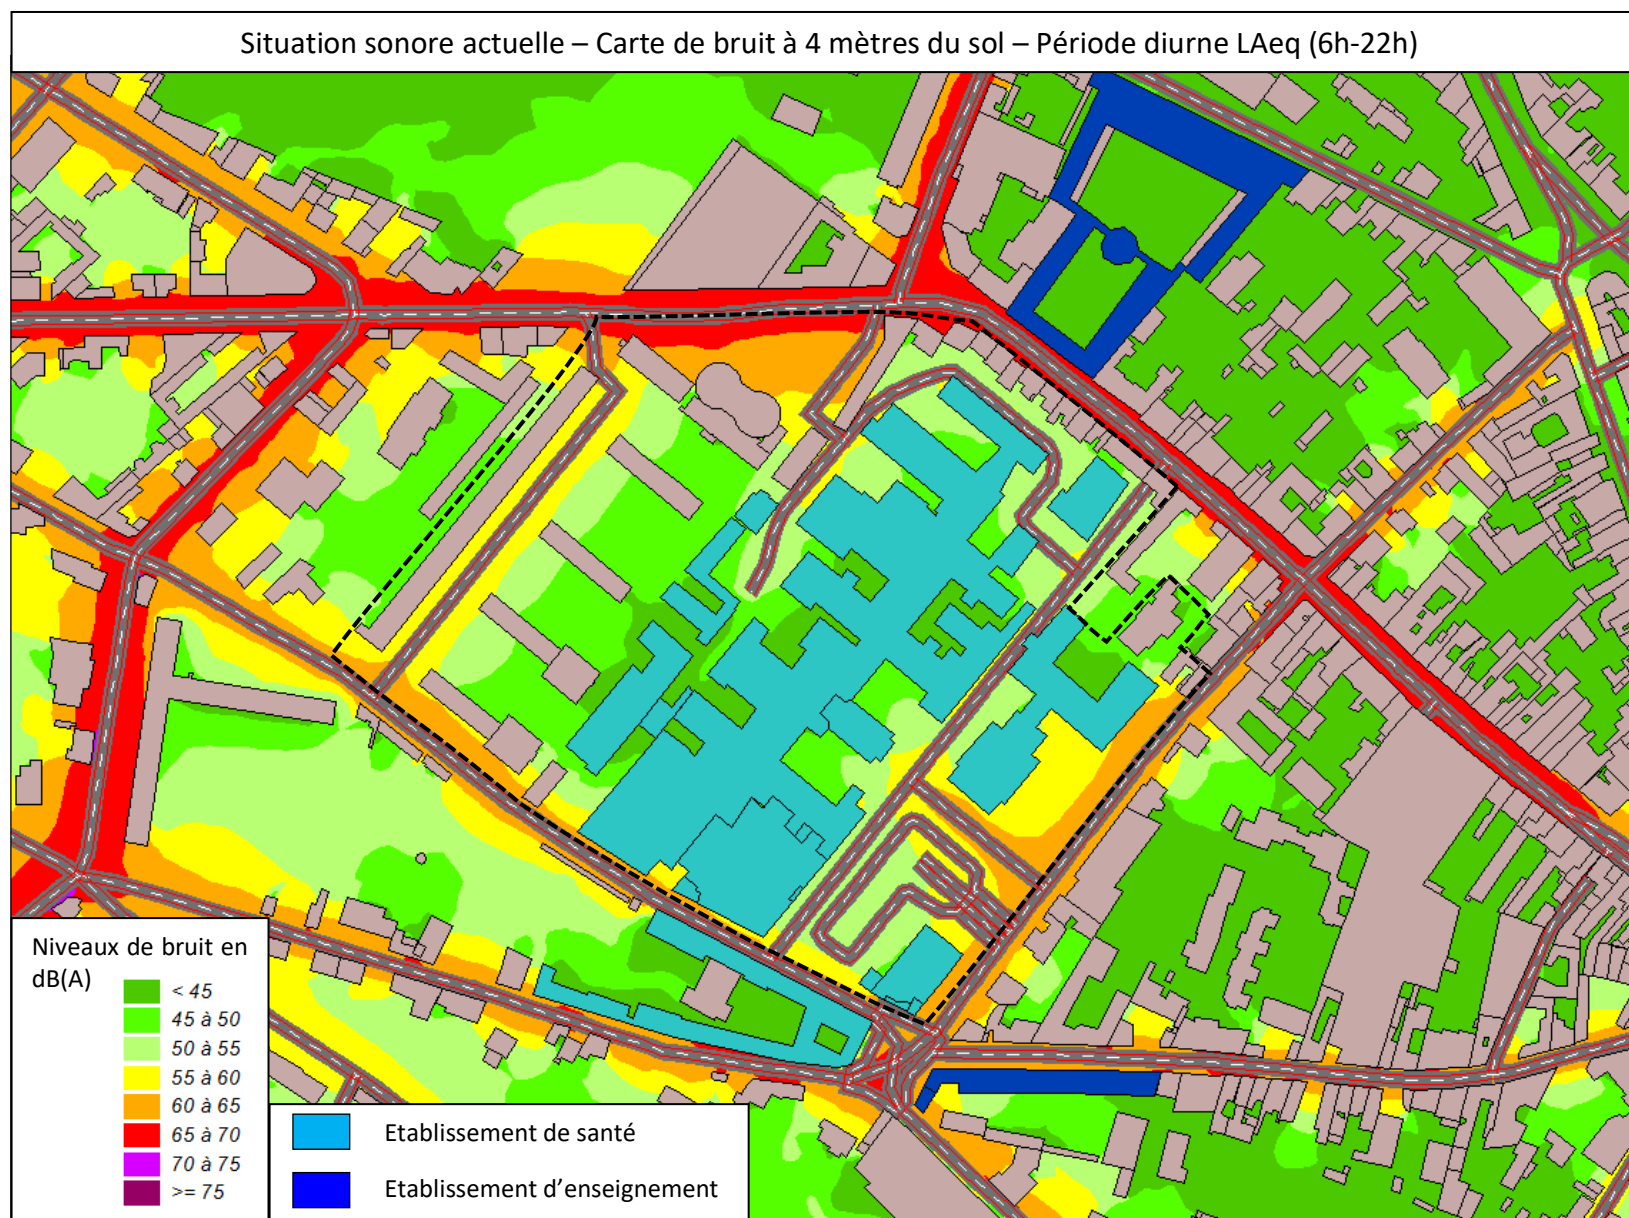 Situation sonore actuelle – Carte de bruit à 4 mètres du sol – Période diurne LAeq (6h-22h)
Niveaux de bruit en
dB(A)
< 45
45 à 50
50 à 55
55 à 60
60 à 65
65 à 70
70 à 75
>= 75
Etablissement de santé
Etablissement d’enseignement